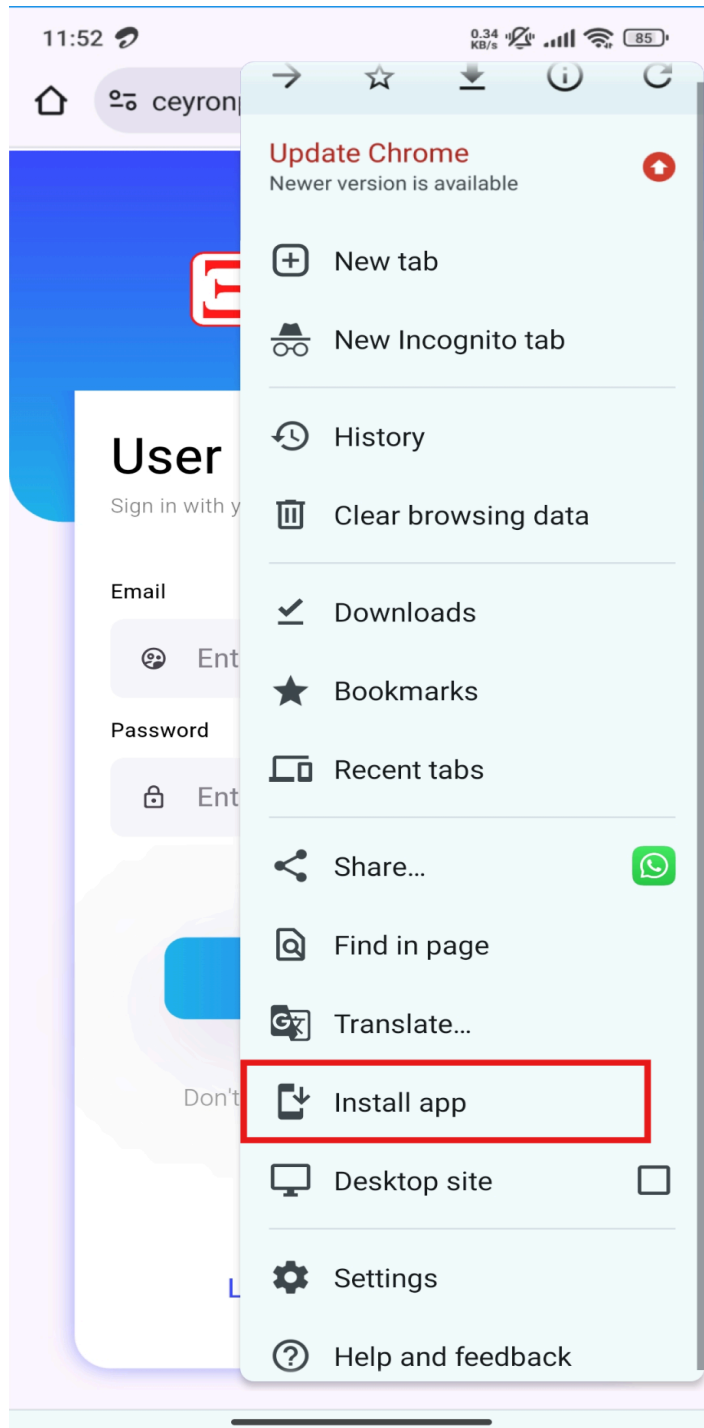 11:52
0.34
KB/s
85
ceyronp
Update Chrome
Newer version is available
New tab
New Incognito tab
History
User
Sign in with y
Clear browsing data
Email
Downloads
Ent
Bookmarks
Password
Recent tabs
Ent
Share...
Find in page
Translate...
Don't
Install app
Desktop site
L
Settings
Help and feedback